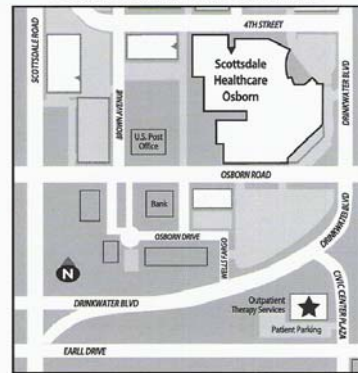 4TH STREET
SCOTTSDALE ROAD
Scottsdale
Healthcare
Osborn
BROWN AVENUE
DRINKWATER BLVD
U.S. Post
Office
OSBORN ROAD
Bank
OSBORN DRIVE
WELLS FARGO
DRINKWATER BLVD
N
CIVIC CENTER PLAZA
DRINKWATER BLVD
Outpatient
Therapy Services
Patient Parking
EARLL DRIVE